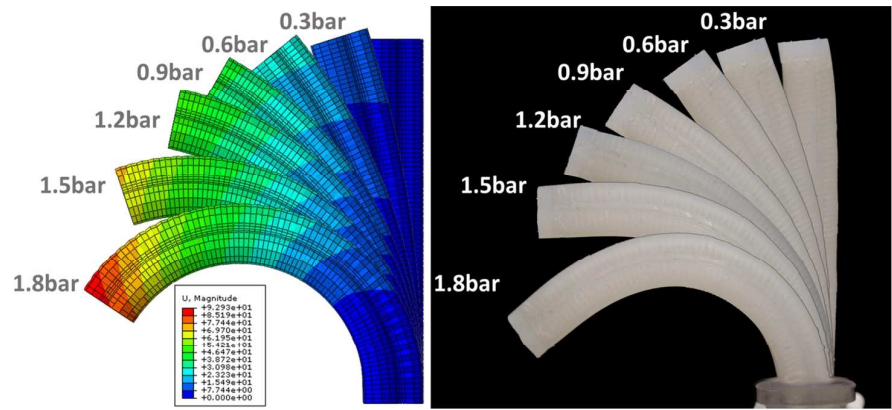 0.3bar
0.6bar
0.9bar
1.2bar
1.5bar
1.8bar
U, Magnitude
+9.293e+01
+8.519e+01
+7.744e+01
+6.970e+01
+6.195e+01
+5.421e+01
+4.647e+01
+3.872e+01
+3.098e+01
+2.323e+01
+1.549e+01
+7.744e+00
+0.000e+00
0.3bar
0.6bar
0.9bar
1.2bar
1.5bar
1.8bar